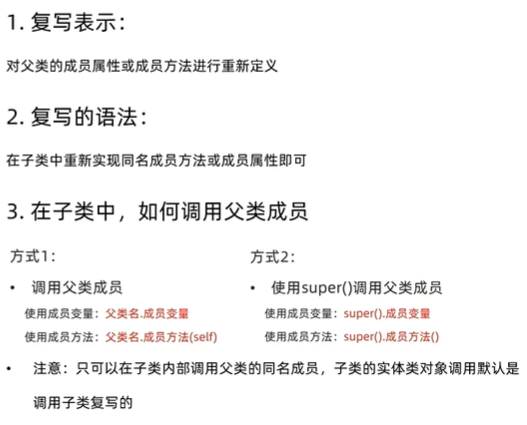 1. 复写表示：
对父类的成员属性或成员方法进行重新定义
2. 复写的语法：
在子类中重新实现同名成员方法或成员属性即可
3. 在子类中，如何调用父类成员
方式1：
• 调用父类成员
使用成员变量：父类名.成员变量
使用成员方法：父类名.成员方法(self)
方式2：
• 使用super()调用父类成员
使用成员变量：super().成员变量
使用成员方法：super().成员方法()
• 注意：只可以在子类内部调用父类的同名成员，子类的实体类对象调用默认是
调用子类复写的